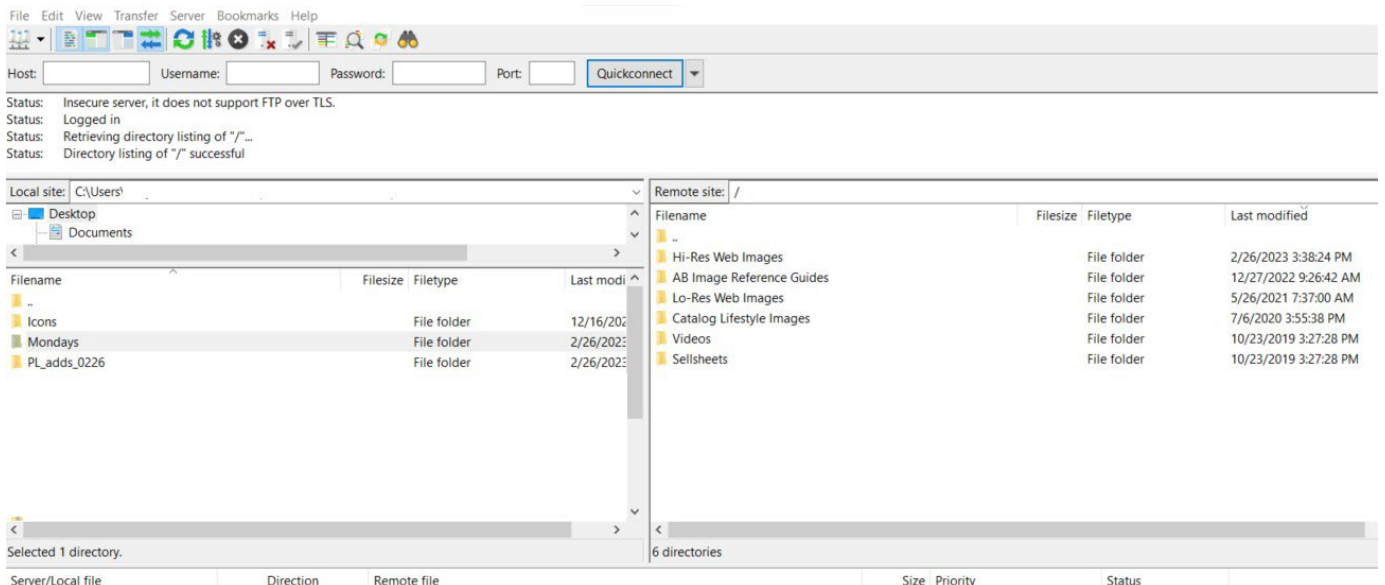 File Edit View Transfer Server Bookmarks Help
Host: Username: Password: Port: Quickconnect
Status: Insecure server, it does not support FTP over TLS.
Status: Logged in
Status: Retrieving directory listing of "/"...
Status: Directory listing of "/" successful
Local site: C:\Users\
Desktop
Documents
Filename Filesize Filetype Last modi
..
Icons File folder 12/16/202
Mondays File folder 2/26/2023
PL_adds_0226 File folder 2/26/2023
Selected 1 directory.
Remote site: /
Filename Filesize Filetype Last modified
..
Hi-Res Web Images File folder 2/26/2023 3:38:24 PM
AB Image Reference Guides File folder 12/27/2022 9:26:42 AM
Lo-Res Web Images File folder 5/26/2021 7:37:00 AM
Catalog Lifestyle Images File folder 7/6/2020 3:55:38 PM
Videos File folder 10/23/2019 3:27:28 PM
Sellsheets File folder 10/23/2019 3:27:28 PM
6 directories
Server/Local file Direction Remote file Size Priority Status